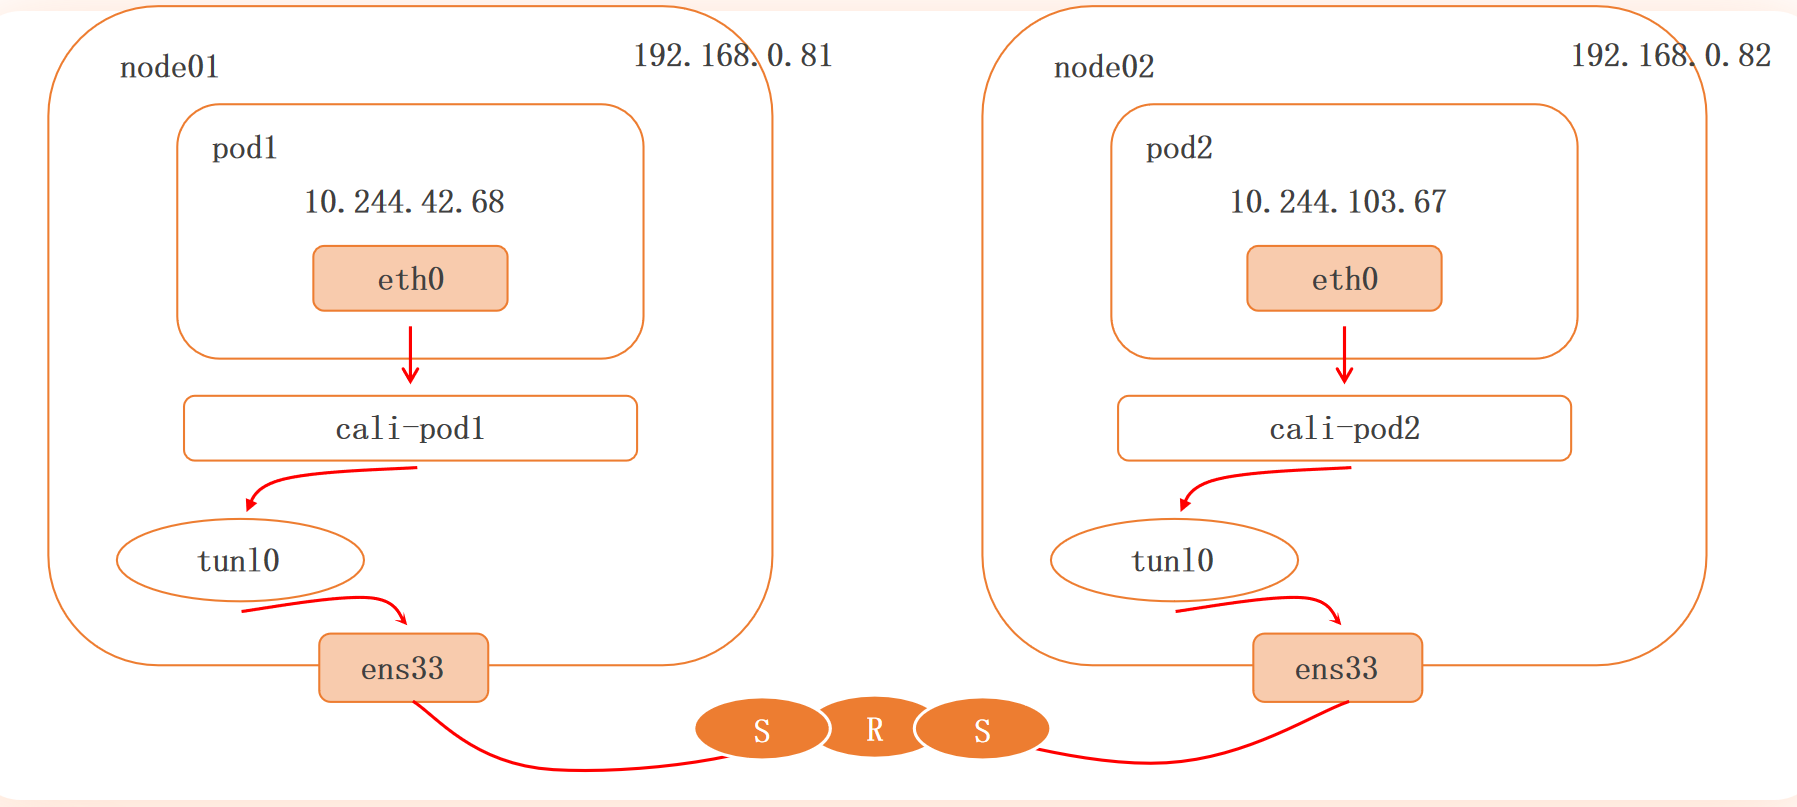 node01
192.168.0.81
pod1
10.244.42.68
eth0
cali-pod1
tunl0
ens33
node02
192.168.0.82
pod2
10.244.103.67
eth0
cali-pod2
tunl0
ens33
S
R
S